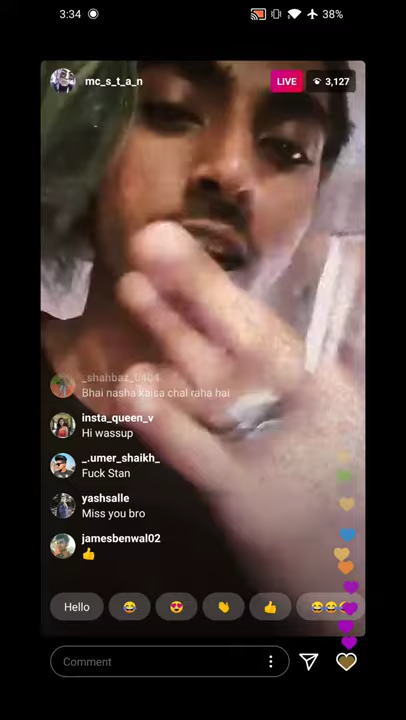 3:34
38%
mc_s_t_a_n
LIVE
3,127
_shahbaz_0404
Bhai nasha kaisa chal raha hai
insta_queen_v
Hi wassup
_.umer_shaikh_
Fuck Stan
yashsalle
Miss you bro
jamesbenwal02
👍
Hello
😂
😍
👏
👍
😂😂😂
Comment